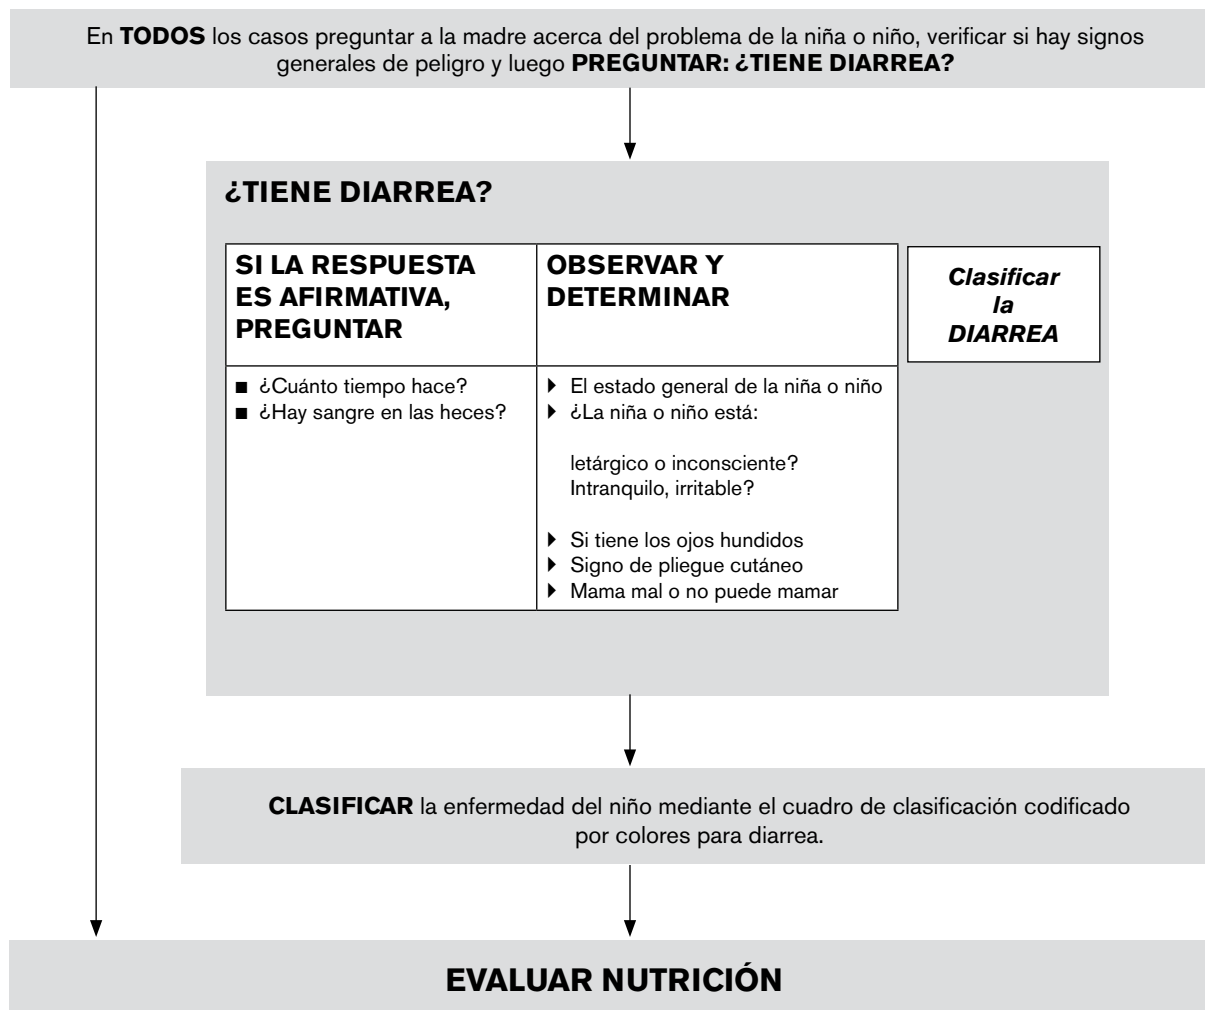 En TODOS los casos preguntar a la madre acerca del problema de la niña o niño, verificar si hay signos
generales de peligro y luego PREGUNTAR: ¿TIENE DIARREA?
¿TIENE DIARREA?
SI LA RESPUESTA
ES AFIRMATIVA,
PREGUNTAR
■ ¿Cuánto tiempo hace?
■ ¿Hay sangre en las heces?
OBSERVAR Y
DETERMINAR
▶ El estado general de la niña o niño
▶ ¿La niña o niño está:
letárgico o inconsciente?
Intranquilo, irritable?
▶ Si tiene los ojos hundidos
▶ Signo de pliegue cutáneo
▶ Mama mal o no puede mamar
Clasificar
la
DIARREA
CLASIFICAR la enfermedad del niño mediante el cuadro de clasificación codificado
por colores para diarrea.
EVALUAR NUTRICIÓN